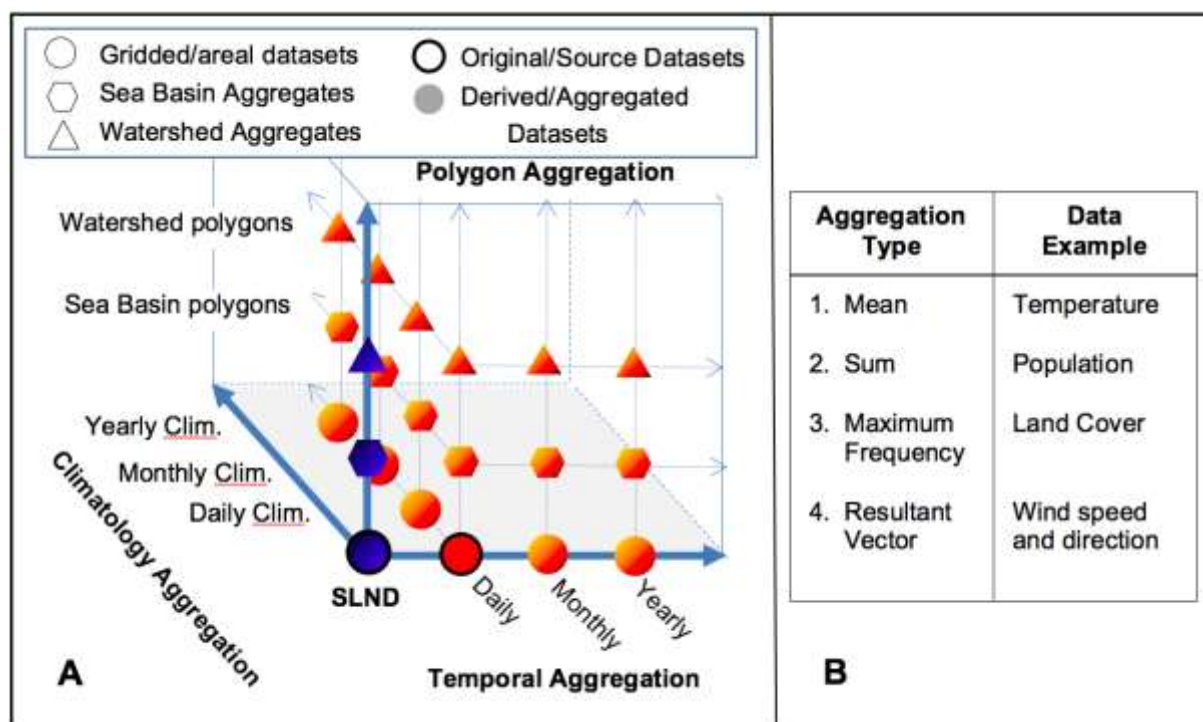 Gridded/areal datasets
Sea Basin Aggregates
Watershed Aggregates
Original/Source Datasets
Derived/Aggregated
Datasets
Polygon Aggregation
Watershed polygons
Sea Basin polygons
Yearly Clim.
Monthly Clim.
Daily Clim.
Climatology Aggregation
SLND
Daily
Monthly
Yearly
Temporal Aggregation
A
Aggregation Type | Data Example
1. Mean | Temperature
2. Sum | Population
3. Maximum Frequency | Land Cover
4. Resultant Vector | Wind speed and direction
B